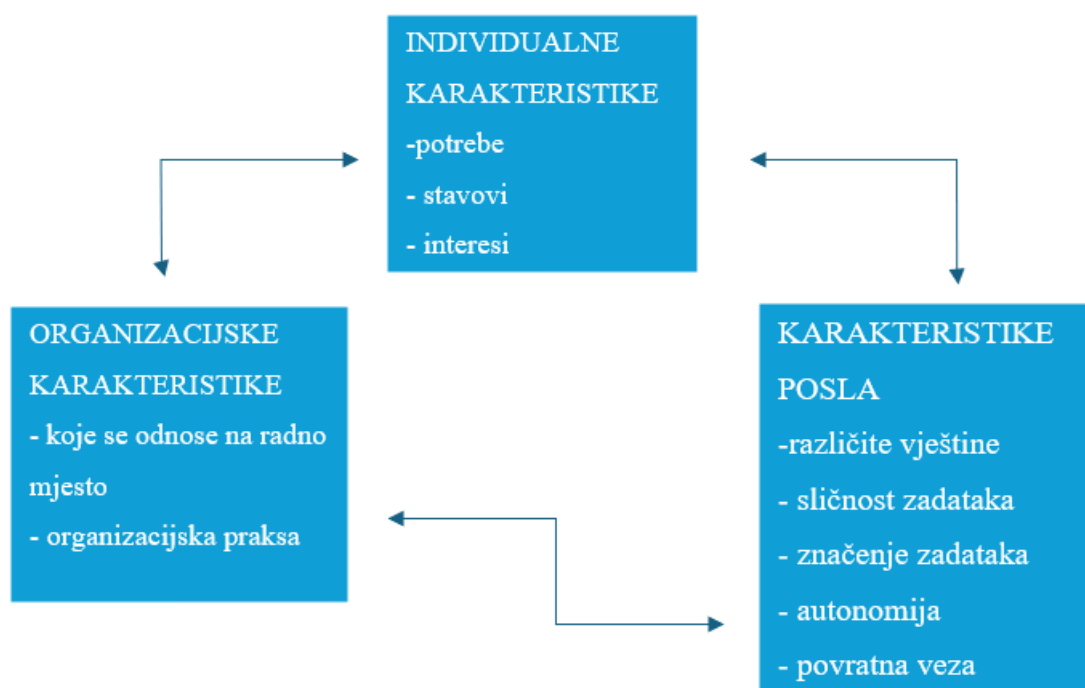 INDIVIDUALNE
KARAKTERISTIKE
-potrebe
- stavovi
- interesi
ORGANIZACIJSKE
KARAKTERISTIKE
- koje se odnose na radno
mjesto
- organizacijska praksa
KARAKTERISTIKE
POSLA
-različite vještine
- sličnost zadataka
- značenje zadataka
- autonomija
- povratna veza